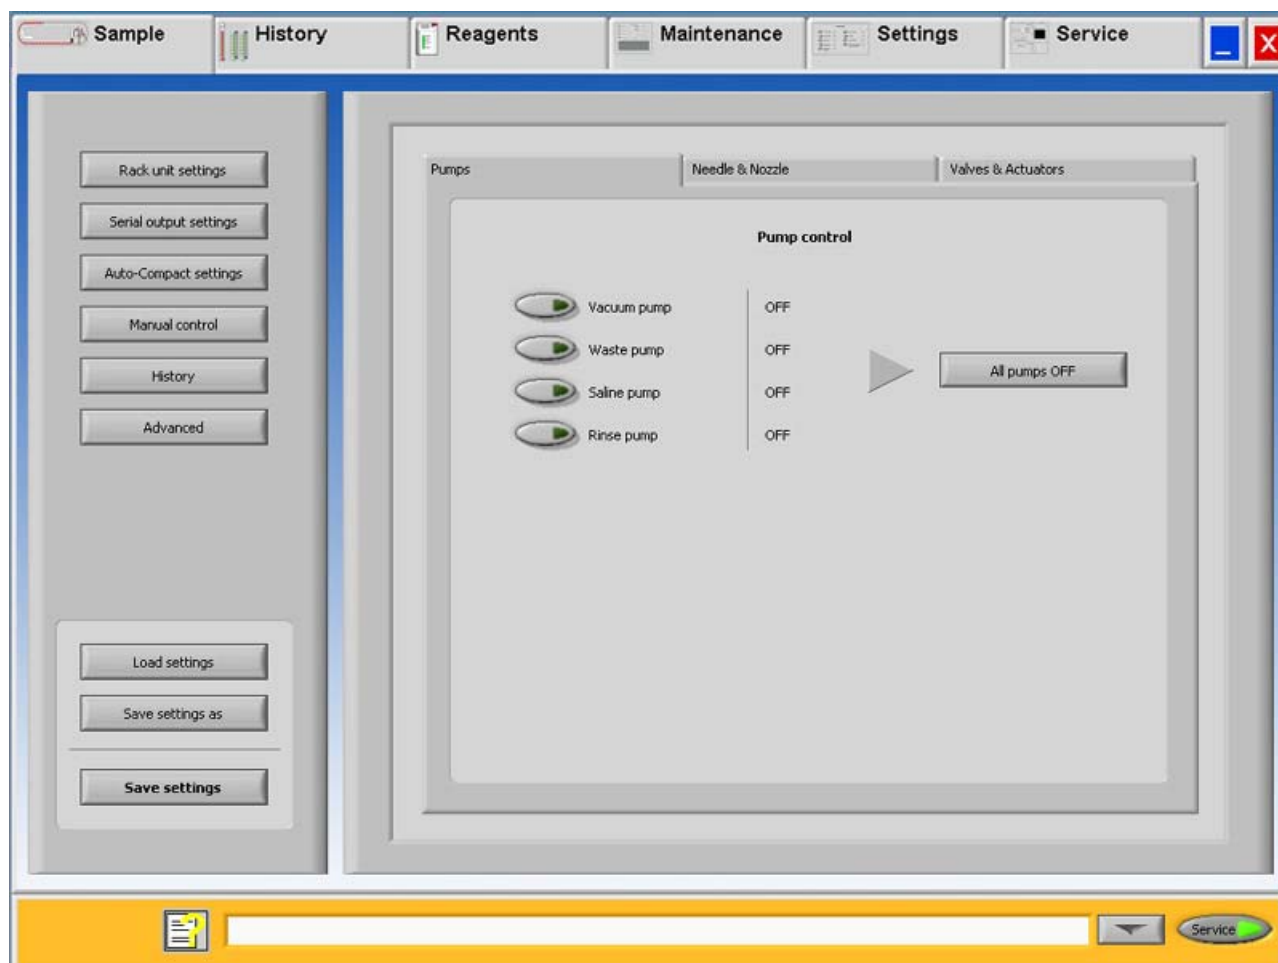 Sample History Reagents Maintenance Settings Service _ X
Rack unit settings
Serial output settings
Auto-Compact settings
Manual control
History
Advanced
Load settings
Save settings as
Save settings
Pumps Needle & Nozzle Valves & Actuators
Pump control
Vacuum pump OFF
Waste pump OFF
Saline pump OFF
Rinse pump OFF
All pumps OFF
Service